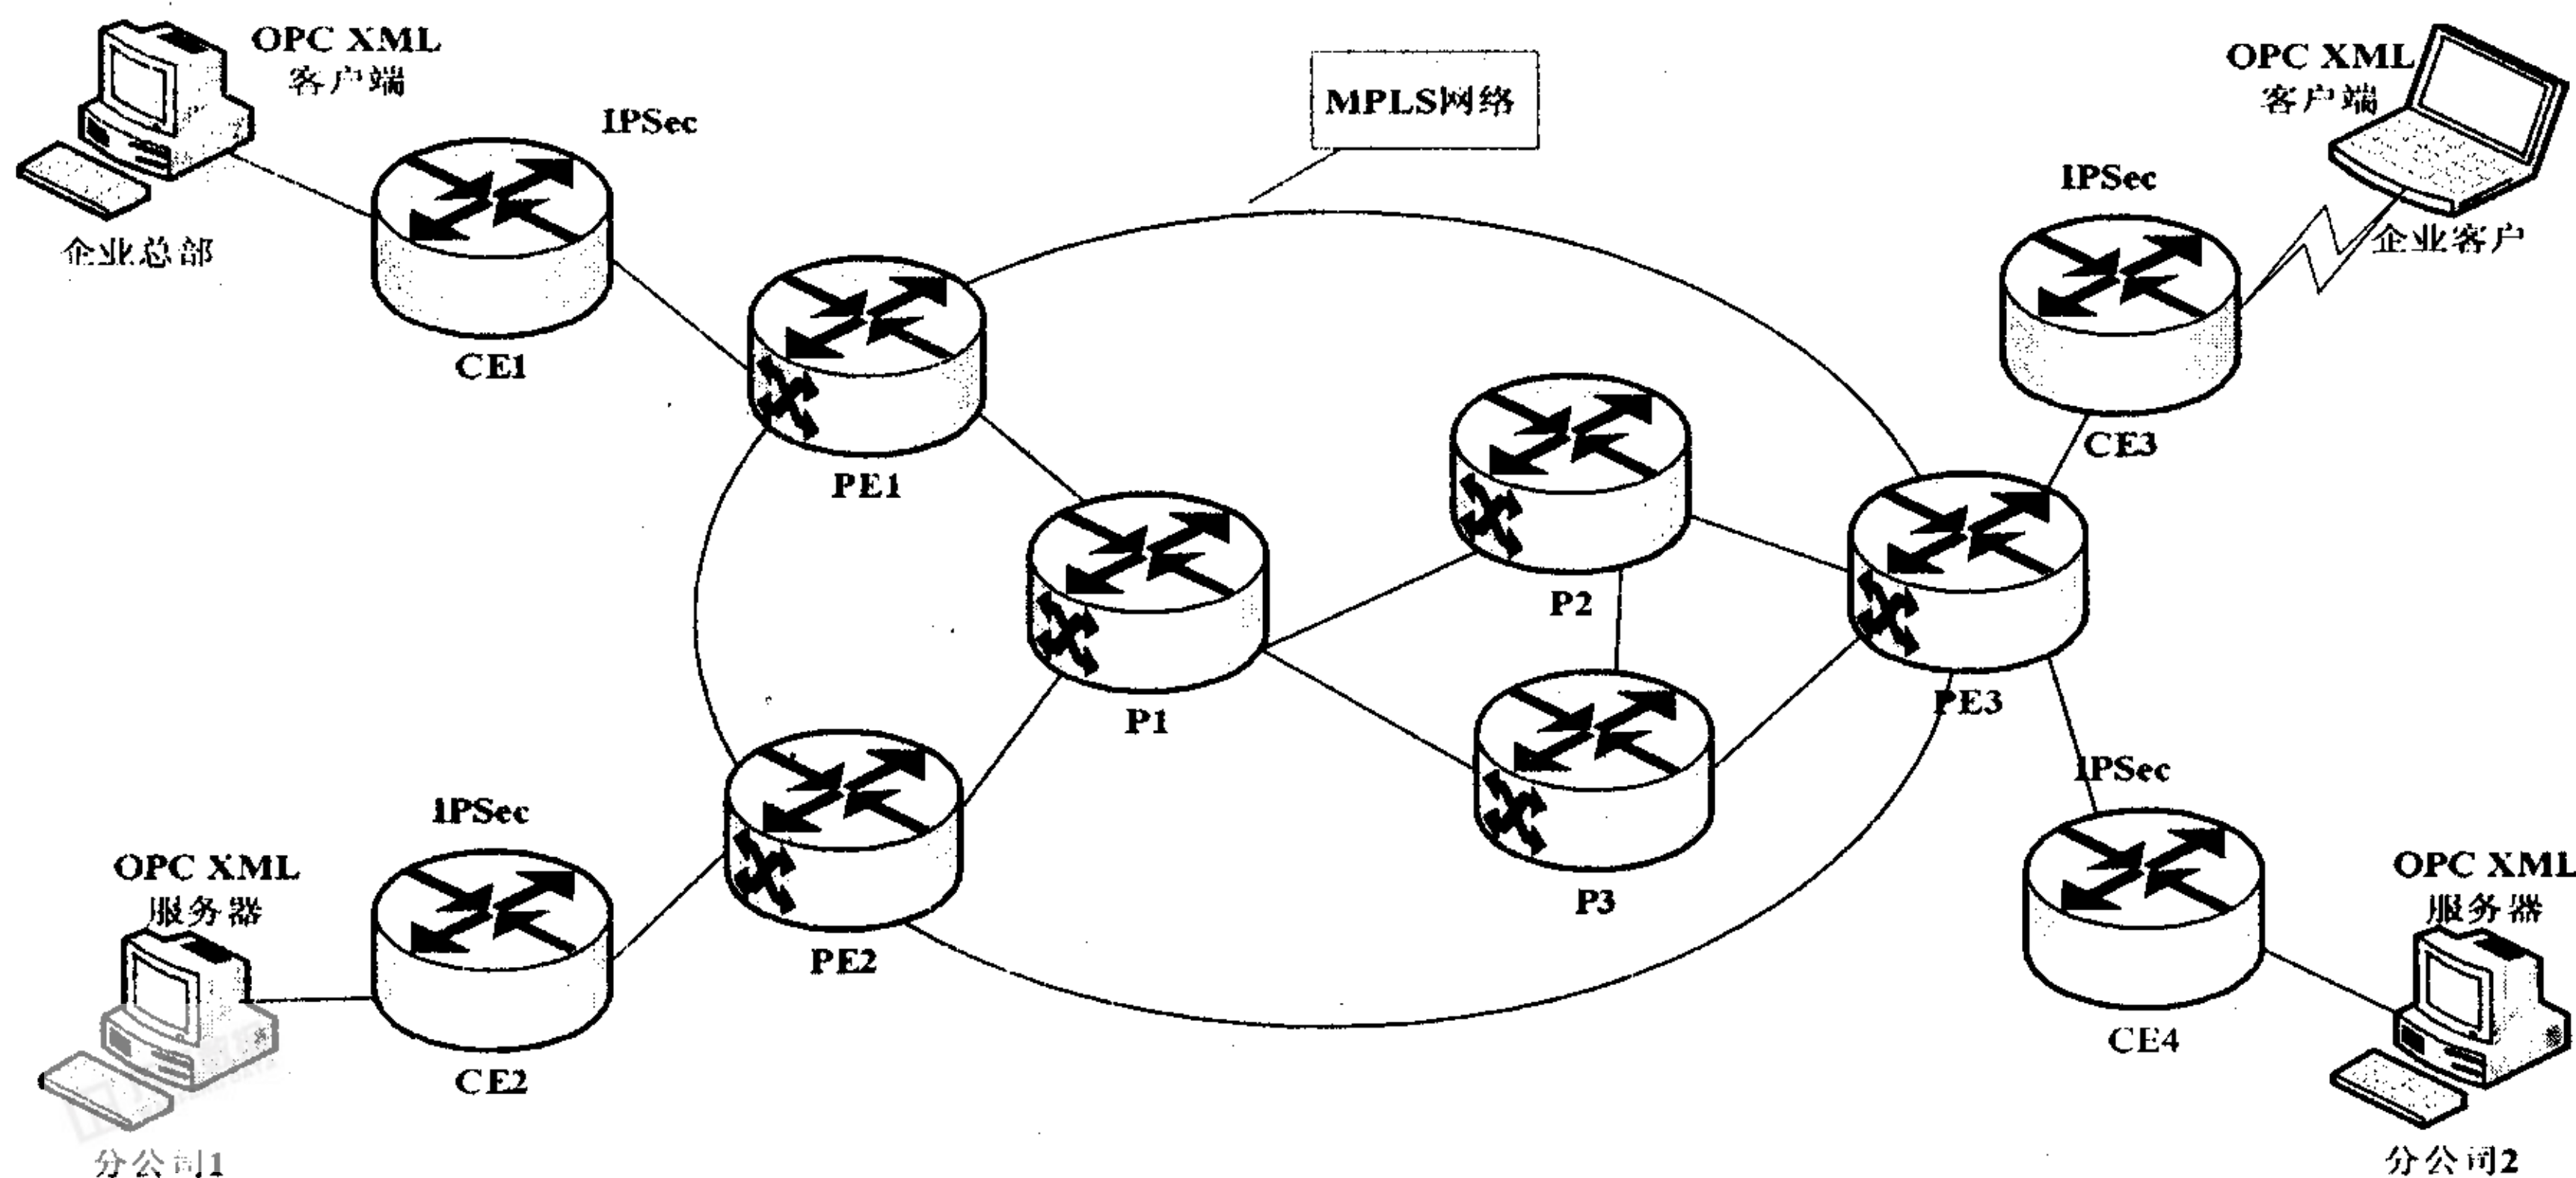 OPC XML
客户端
企业总部
IPSec
CE1
MPLS网络
OPC XML
客户端
企业客户
IPSec
CE3
PE1
P1
P2
P3
PE3
PE2
IPSec
OPC XML
服务器
CE2
分公司1
IPSec
CE4
OPC XML
服务器
分公司2